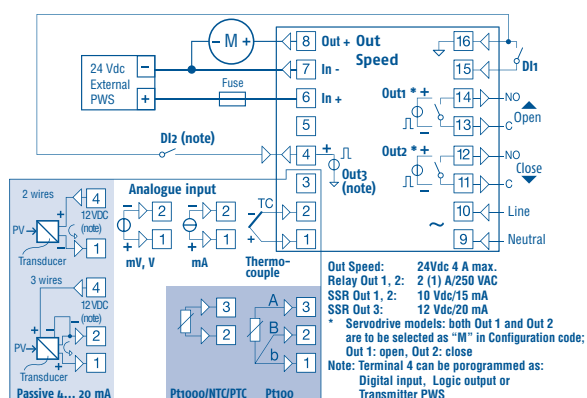 - M + 8 Out + Out Speed 16
24 Vdc External PWS - 7 In - 15 DI1
+ Fuse 6 In + Out1 * + 14 NO
Open
5 - 13 C
DI2 (note) 4 + Out3 (note) Out2 * + 12 NO
Close
3 - 11 C
2 wires 4 12VDC (note) Analogue input
PV + - 1
Transducer
- 2 + 1 mV, V
- 2 + 1 mA
TC - 2 + 1 Thermo-couple
~ 10 Line
9 Neutral
3 wires 4 12VDC (note)
PV + - + 2 - 1
Transducer
Passive 4... 20 mA
3 2 Pt1000/NTC/PTC
A 3 B 2 b 1 Pt100
Out Speed: 24Vdc 4 A max.
Relay Out 1, 2: 2 (1) A/250 VAC
SSR Out 1, 2: 10 Vdc/15 mA
SSR Out 3: 12 Vdc/20 mA
* Servodrive models: both Out 1 and Out 2
are to be selected as “M” in Configuration code;
Out 1: open, Out 2: close
Note: Terminal 4 can be porogrammed as:
Digital input, Logic output or
Transmitter PWS